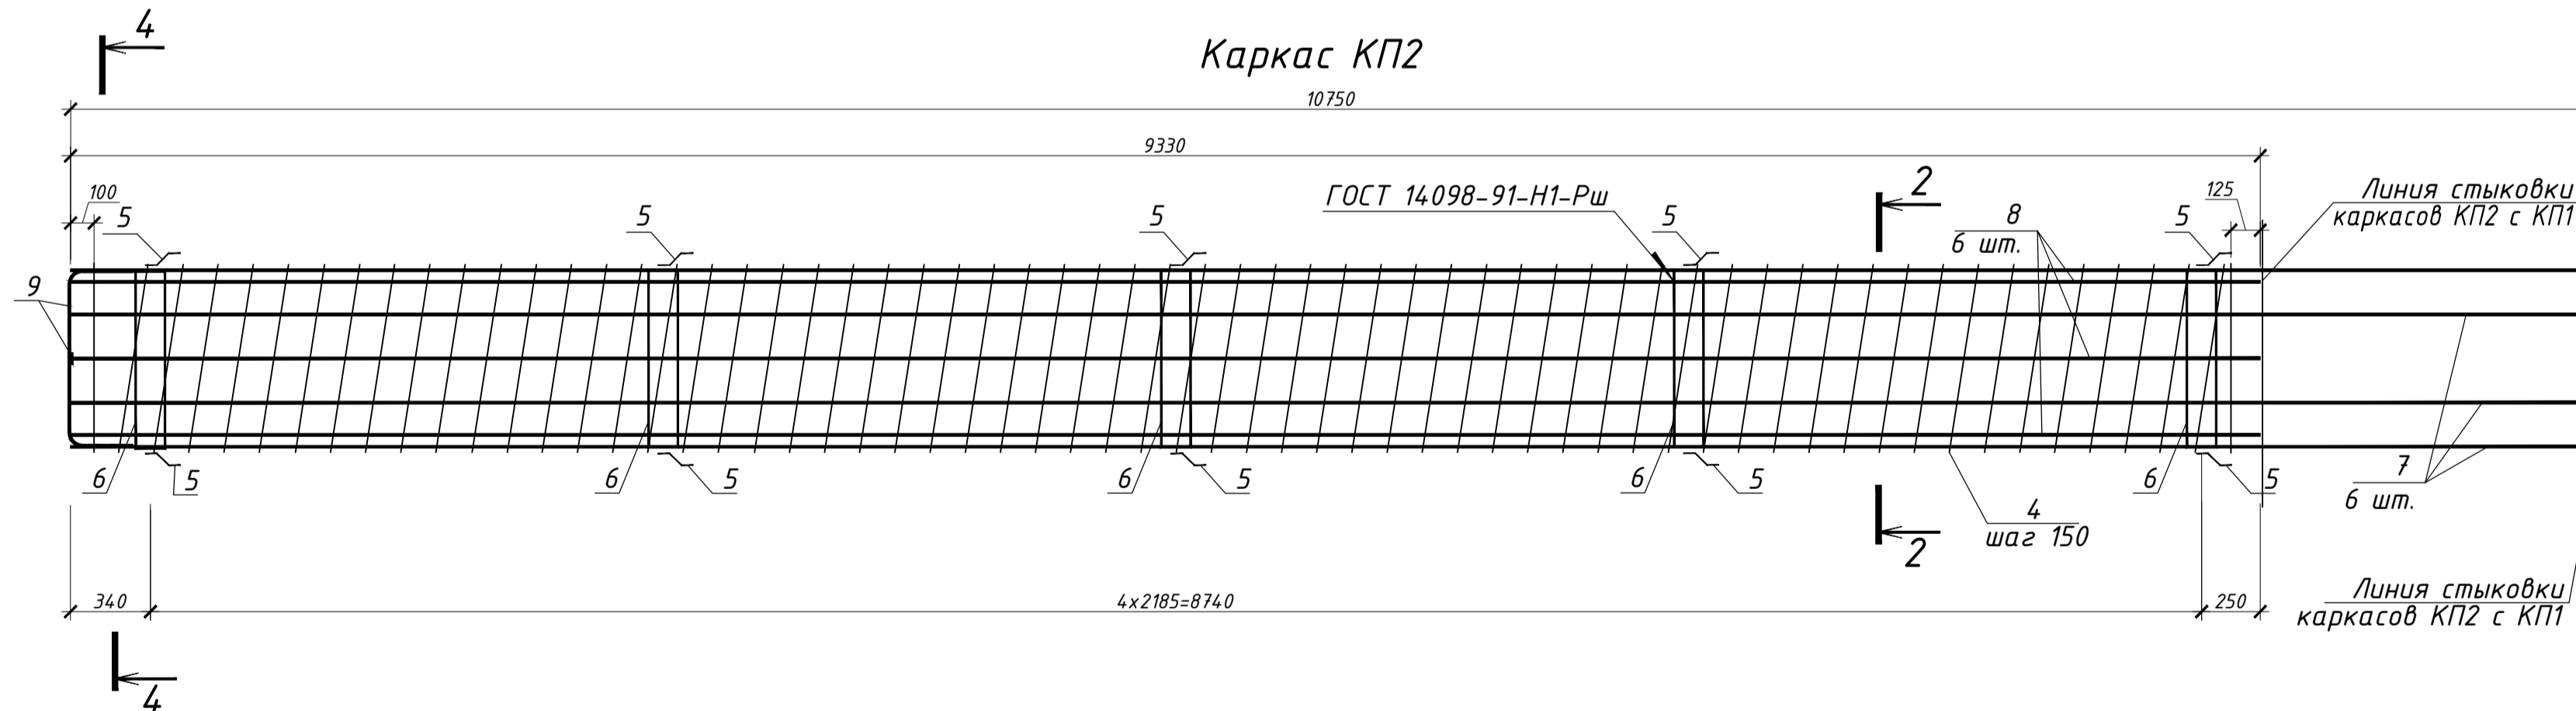 4
Каркас КП2
10750
9330
100
5
5
5
ГОСТ 14098-91-Н1-Рш
5
2
8
6 шт.
5
125
Линия стыковки
каркасов КП2 с КП1
9
6
5
6
5
6
5
6
5
6
5
7
6 шт.
4
шаг 150
2
340
4х2185=8740
250
Линия стыковки
каркасов КП2 с КП1
4